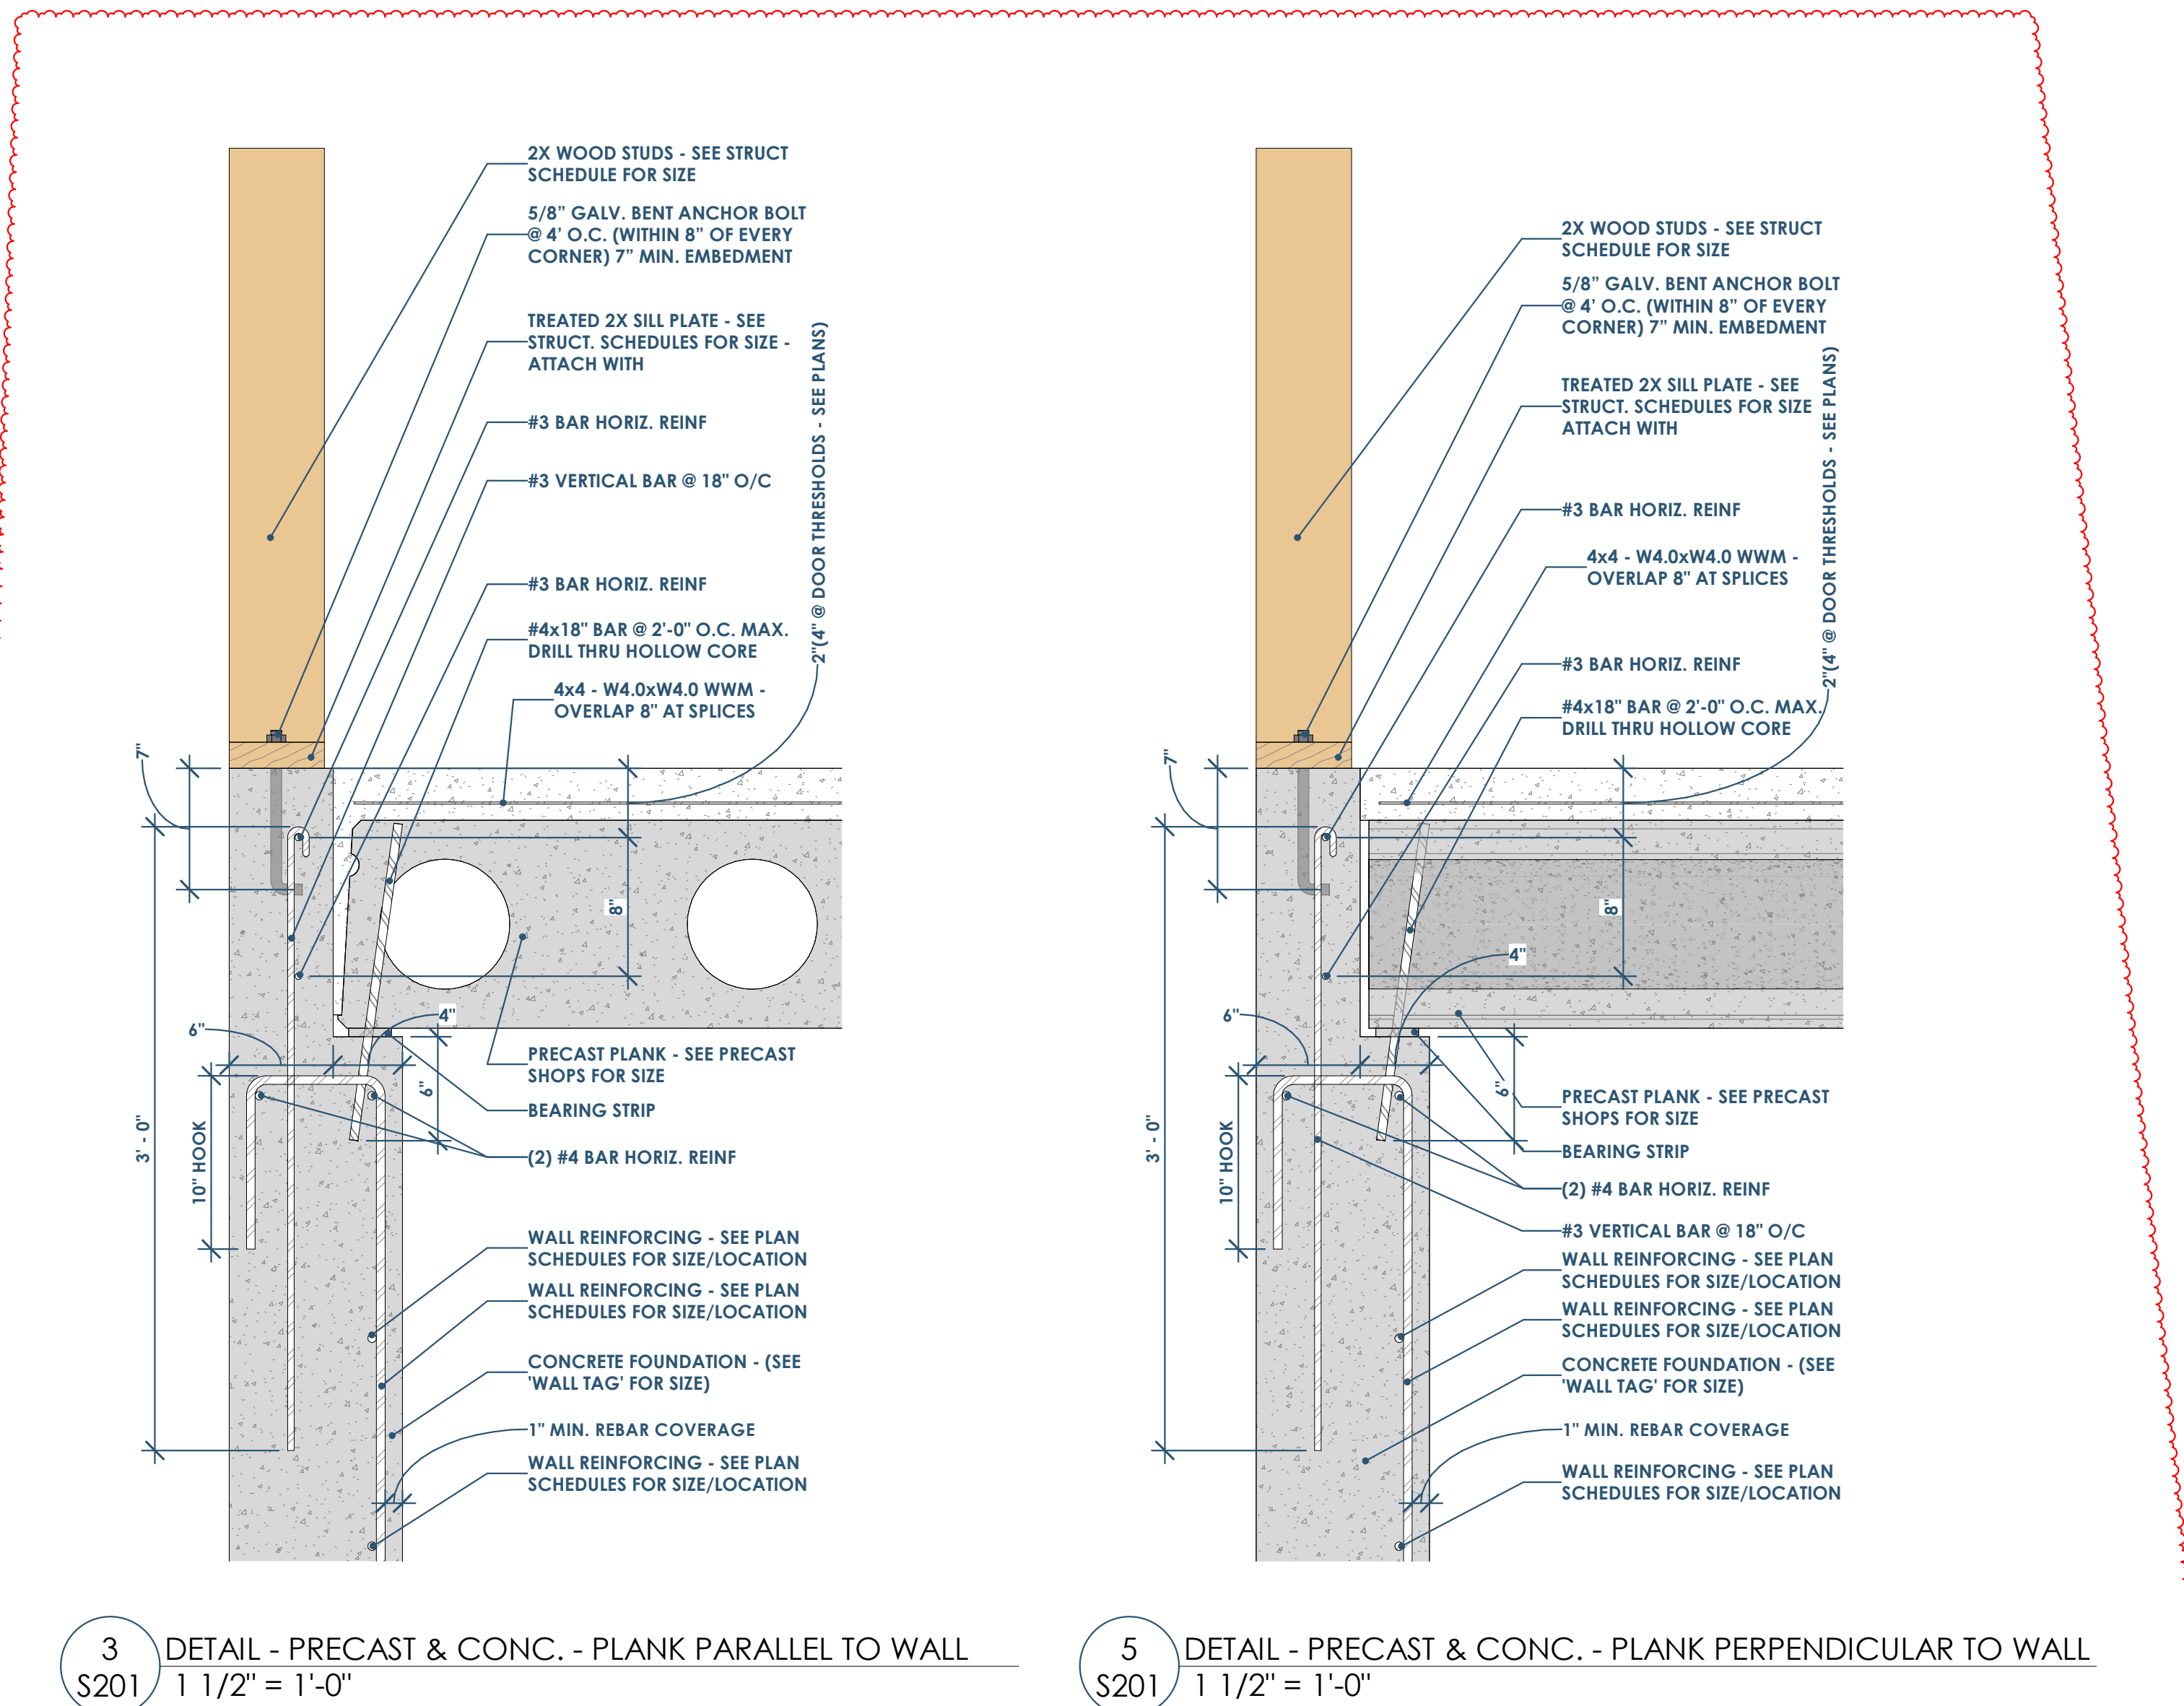 2X WOOD STUDS - SEE STRUCT
SCHEDULE FOR SIZE
5/8” GALV. BENT ANCHOR BOLT
@ 4’ O.C. (WITHIN 8” OF EVERY
CORNER) 7” MIN. EMBEDMENT
TREATED 2X SILL PLATE - SEE
STRUCT. SCHEDULES FOR SIZE -
ATTACH WITH
#3 BAR HORIZ. REINF
#3 VERTICAL BAR @ 18" O/C
#3 BAR HORIZ. REINF
#4x18" BAR @ 2'-0" O.C. MAX.
DRILL THRU HOLLOW CORE
4x4 - W4.0xW4.0 WWM -
OVERLAP 8" AT SPLICES
2"(4" @ DOOR THRESHOLDS - SEE PLANS)
7"
8"
6"
4"
6"
3' - 0"
10" HOOK
PRECAST PLANK - SEE PRECAST
SHOPS FOR SIZE
BEARING STRIP
(2) #4 BAR HORIZ. REINF
WALL REINFORCING - SEE PLAN
SCHEDULES FOR SIZE/LOCATION
WALL REINFORCING - SEE PLAN
SCHEDULES FOR SIZE/LOCATION
CONCRETE FOUNDATION - (SEE
'WALL TAG' FOR SIZE)
1" MIN. REBAR COVERAGE
WALL REINFORCING - SEE PLAN
SCHEDULES FOR SIZE/LOCATION
3
S201
DETAIL - PRECAST & CONC. - PLANK PARALLEL TO WALL
1 1/2" = 1'-0"
2X WOOD STUDS - SEE STRUCT
SCHEDULE FOR SIZE
5/8” GALV. BENT ANCHOR BOLT
@ 4’ O.C. (WITHIN 8” OF EVERY
CORNER) 7” MIN. EMBEDMENT
TREATED 2X SILL PLATE - SEE
STRUCT. SCHEDULES FOR SIZE
ATTACH WITH
#3 BAR HORIZ. REINF
4x4 - W4.0xW4.0 WWM -
OVERLAP 8" AT SPLICES
#3 BAR HORIZ. REINF
#4x18" BAR @ 2'-0" O.C. MAX.
DRILL THRU HOLLOW CORE
2"(4" @ DOOR THRESHOLDS - SEE PLANS)
7"
8"
4"
6"
6"
3' - 0"
10" HOOK
PRECAST PLANK - SEE PRECAST
SHOPS FOR SIZE
BEARING STRIP
(2) #4 BAR HORIZ. REINF
#3 VERTICAL BAR @ 18" O/C
WALL REINFORCING - SEE PLAN
SCHEDULES FOR SIZE/LOCATION
WALL REINFORCING - SEE PLAN
SCHEDULES FOR SIZE/LOCATION
CONCRETE FOUNDATION - (SEE
'WALL TAG' FOR SIZE)
1" MIN. REBAR COVERAGE
WALL REINFORCING - SEE PLAN
SCHEDULES FOR SIZE/LOCATION
5
S201
DETAIL - PRECAST & CONC. - PLANK PERPENDICULAR TO WALL
1 1/2" = 1'-0"